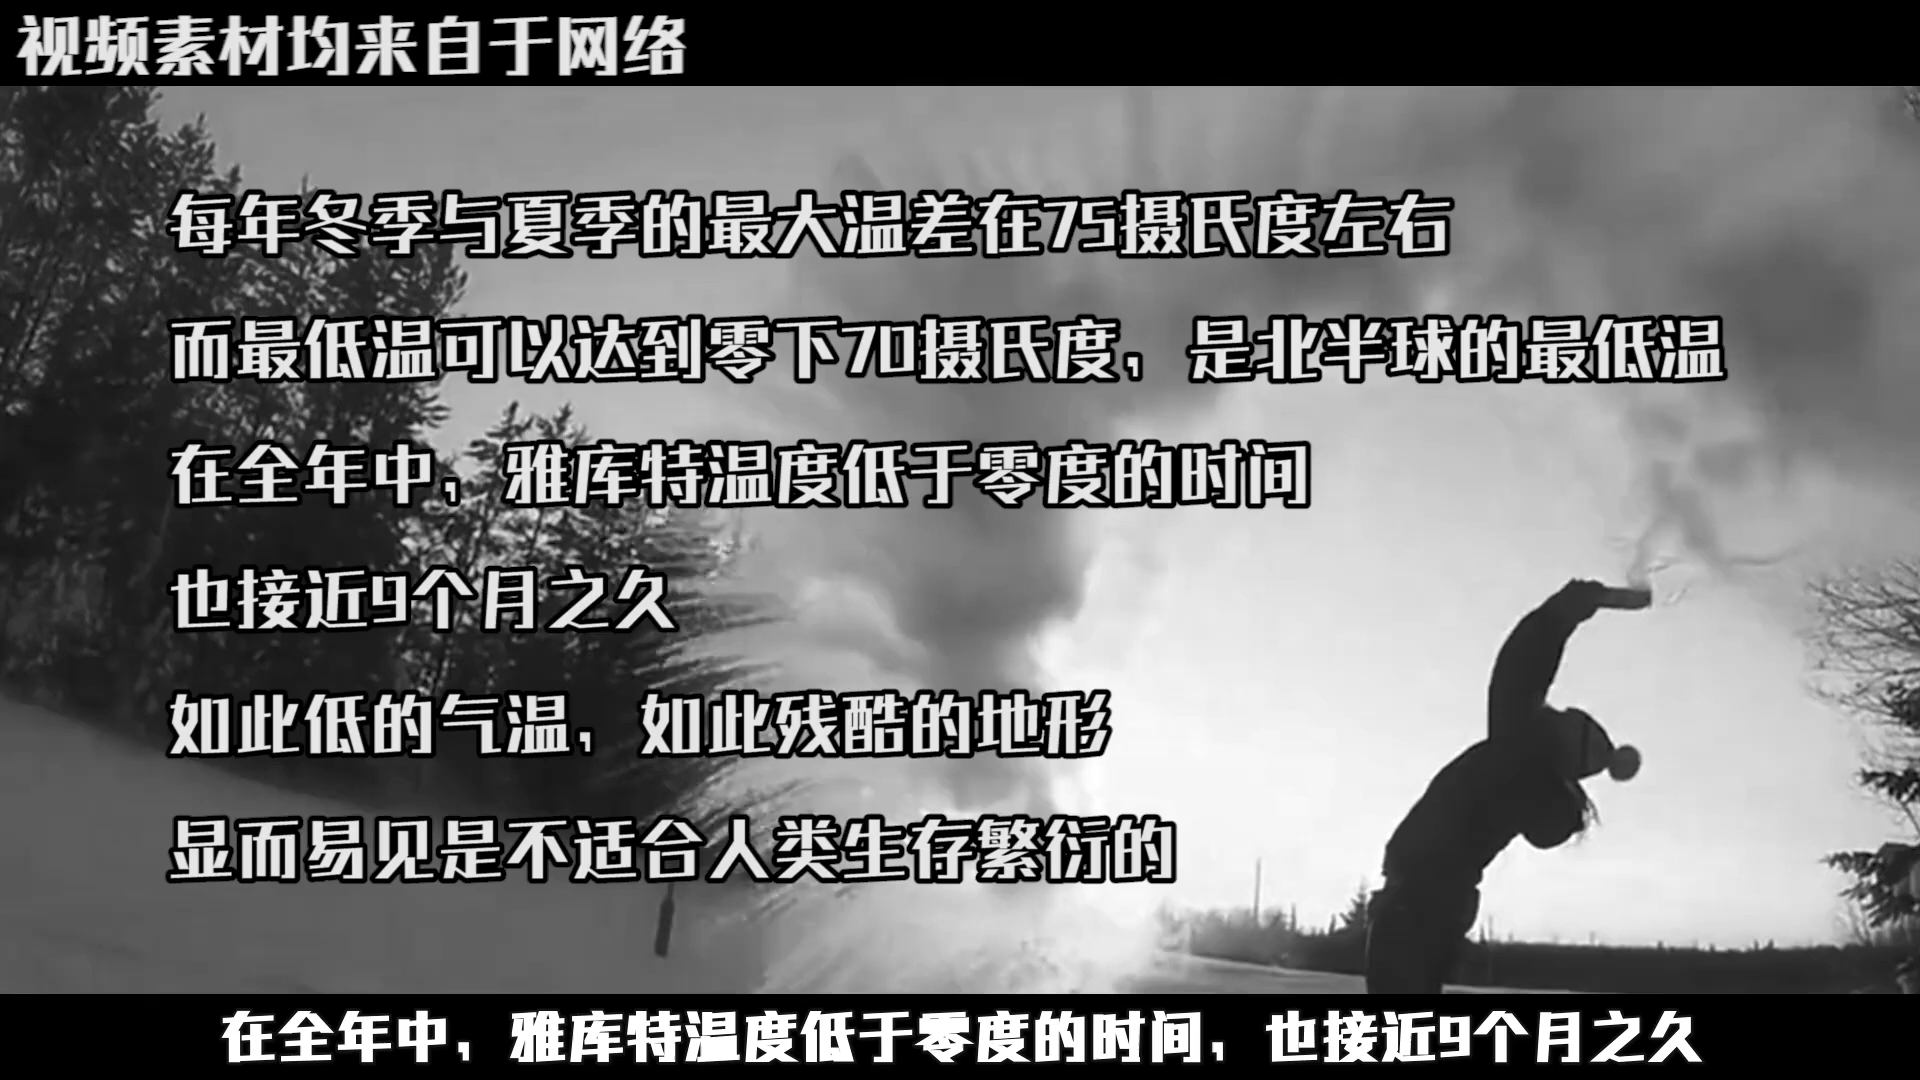 视频素材均来自于网络
每年冬季与夏季的最大温差在75摄氏度左右
而最低温可以达到零下70摄氏度，是北半球的最低温
在全年中，雅库特温度低于零度的时间
也接近9个月之久
如此低的气温，如此残酷的地形
显而易见是不适合人类生存繁衍的
在全年中，雅库特温度低于零度的时间，也接近9个月之久